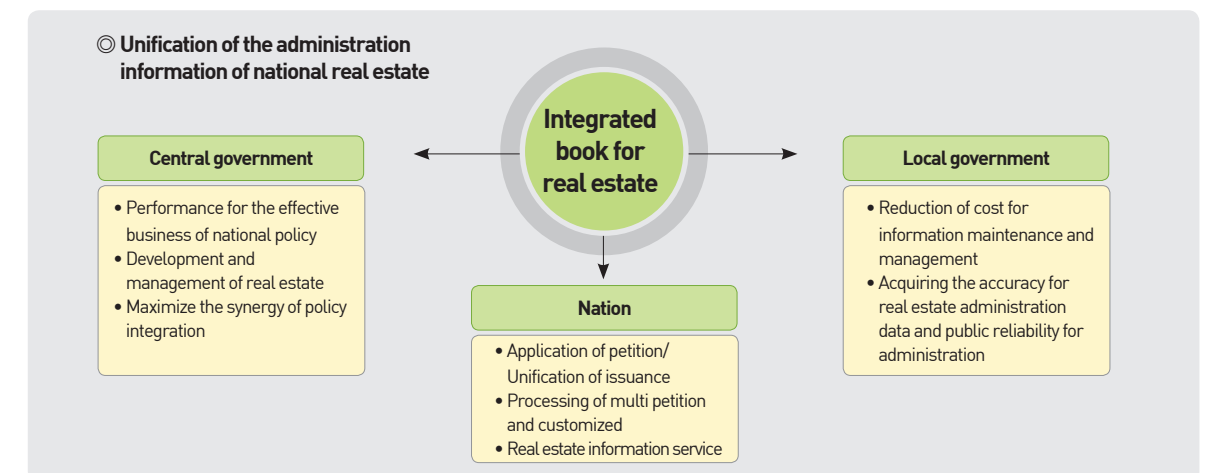 ◎ Unification of the administration
information of national real estate
Integrated
book for
real estate
Central government
• Performance for the effective
business of national policy
• Development and
management of real estate
• Maximize the synergy of policy
integration
Nation
• Application of petition/
Unification of issuance
• Processing of multi petition
and customized
• Real estate information service
Local government
• Reduction of cost for
information maintenance and
management
• Acquiring the accuracy for
real estate administration
data and public reliability for
administration